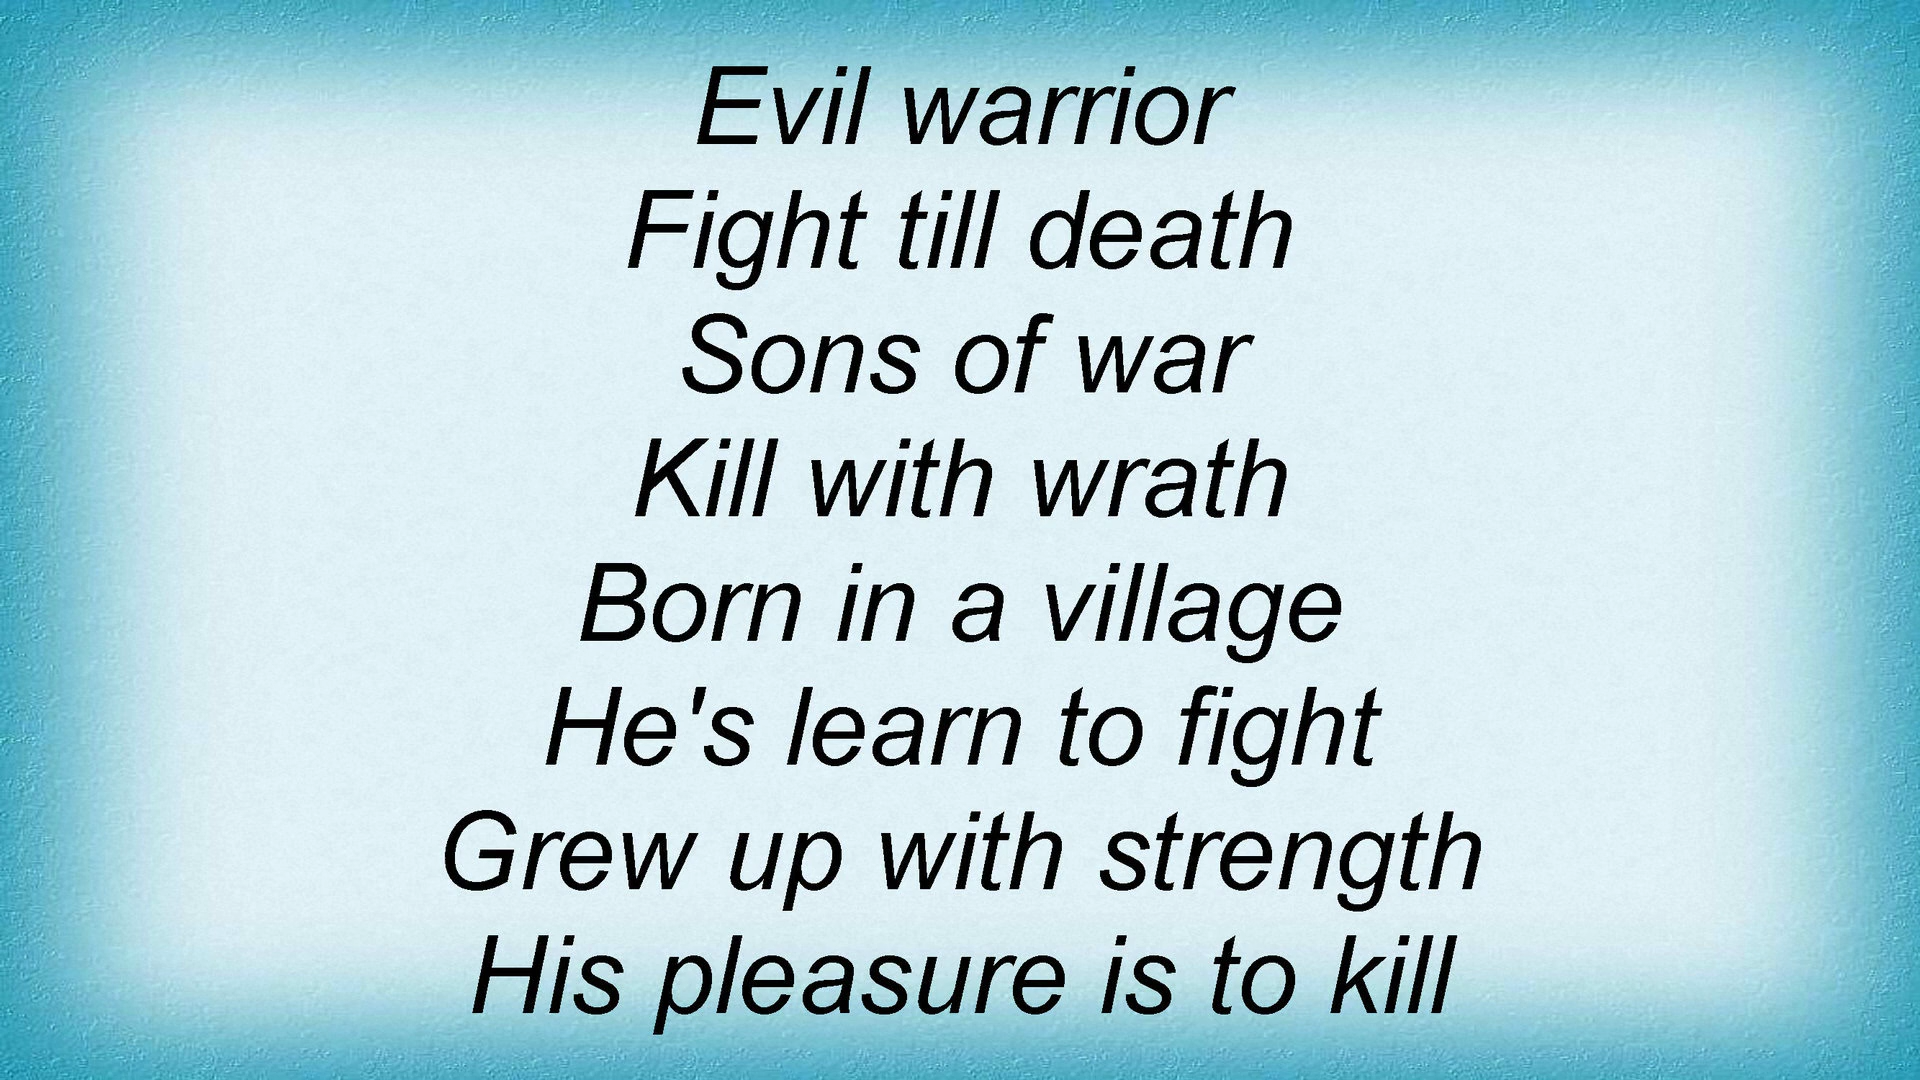 Evil warrior
Fight till death
Sons of war
Kill with wrath
Born in a village
He's learn to fight
Grew up with strength
His pleasure is to kill